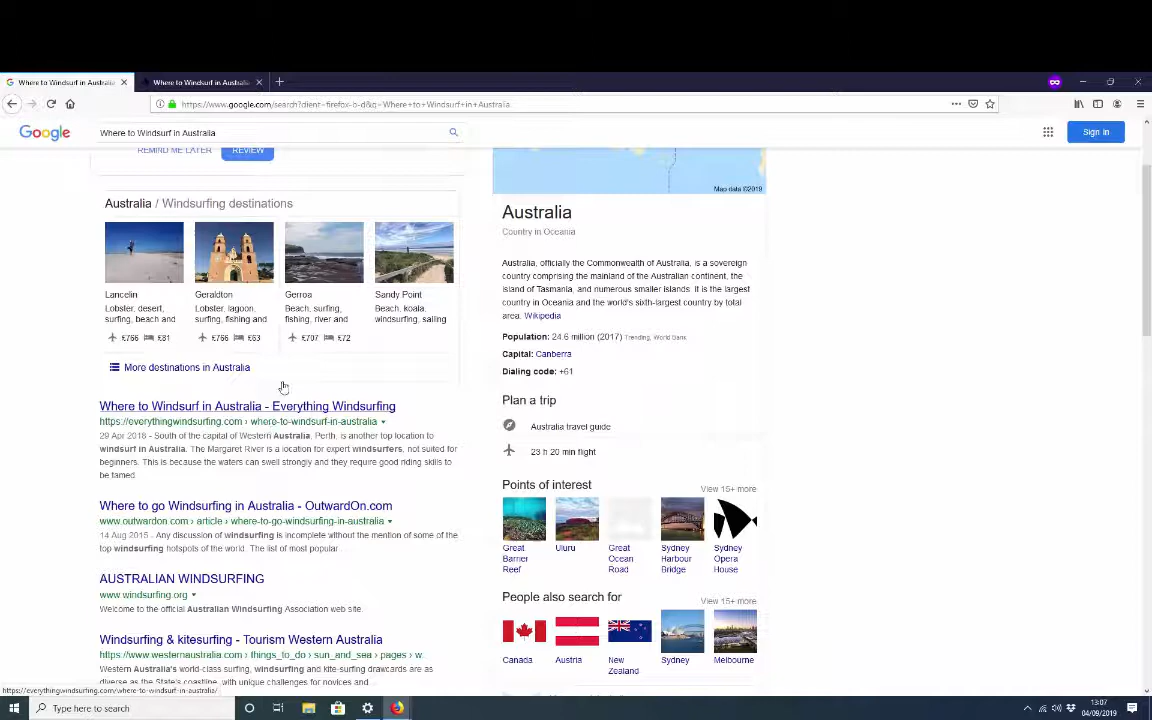 Where to Windsurf in Australia
Where to Windsurf in Australia
https://www.google.com/search?client=firefox-b-d&q=Where+to+Windsurf+in+Australia
Google
Where to Windsurf in Australia
Sign in
REMIND ME LATER
REVIEW
Map data ©2019
Australia / Windsurfing destinations
Lancelin
Lobster, desert,
surfing, beach and
£766 £81
Geraldton
Lobster, lagoon,
surfing, fishing and
£766 £63
Gerroa
Beach, surfing,
fishing, river and
£707 £72
Sandy Point
Beach, koala,
windsurfing, sailing
More destinations in Australia
Where to Windsurf in Australia - Everything Windsurfing
https://everythingwindsurfing.com › where-to-windsurf-in-australia
29 Apr 2018 - South of the capital of Western Australia, Perth, is another top location to
windsurf in Australia. The Margaret River is a location for expert windsurfers, not suited for
beginners. This is because the waters can swell strongly and they require good riding skills to
be tamed.
Where to go Windsurfing in Australia - OutwardOn.com
www.outwardon.com › article › where-to-go-windsurfing-in-australia
14 Aug 2015 - Any discussion of windsurfing is incomplete without the mention of some of the
top windsurfing hotspots of the world. The list of most popular ...
AUSTRALIAN WINDSURFING
www.windsurfing.org
Welcome to the official Australian Windsurfing Association web site.
Windsurfing & kitesurfing - Tourism Western Australia
https://www.westernaustralia.com › things_to_do › sun_and_sea › pages › w...
Western Australia's world-class surfing, windsurfing and kite-surfing drawcards are as
diverse as the State's coastline, with unique challenges for novices and ...
Australia
Country in Oceania
Australia, officially the Commonwealth of Australia, is a sovereign
country comprising the mainland of the Australian continent, the
island of Tasmania, and numerous smaller islands. It is the largest
country in Oceania and the world's sixth-largest country by total
area. Wikipedia
Population: 24.6 million (2017) Trending, World Bank
Capital: Canberra
Dialing code: +61
Plan a trip
Australia travel guide
23 h 20 min flight
Points of interest
View 15+ more
Great
Barrier
Reef
Uluru
Great
Ocean
Road
Sydney
Harbour
Bridge
Sydney
Opera
House
People also search for
View 15+ more
Canada
Austria
New
Zealand
Sydney
Melbourne
https://everythingwindsurfing.com/where-to-windsurf-in-australia/
Type here to search
13:07
04/09/2019